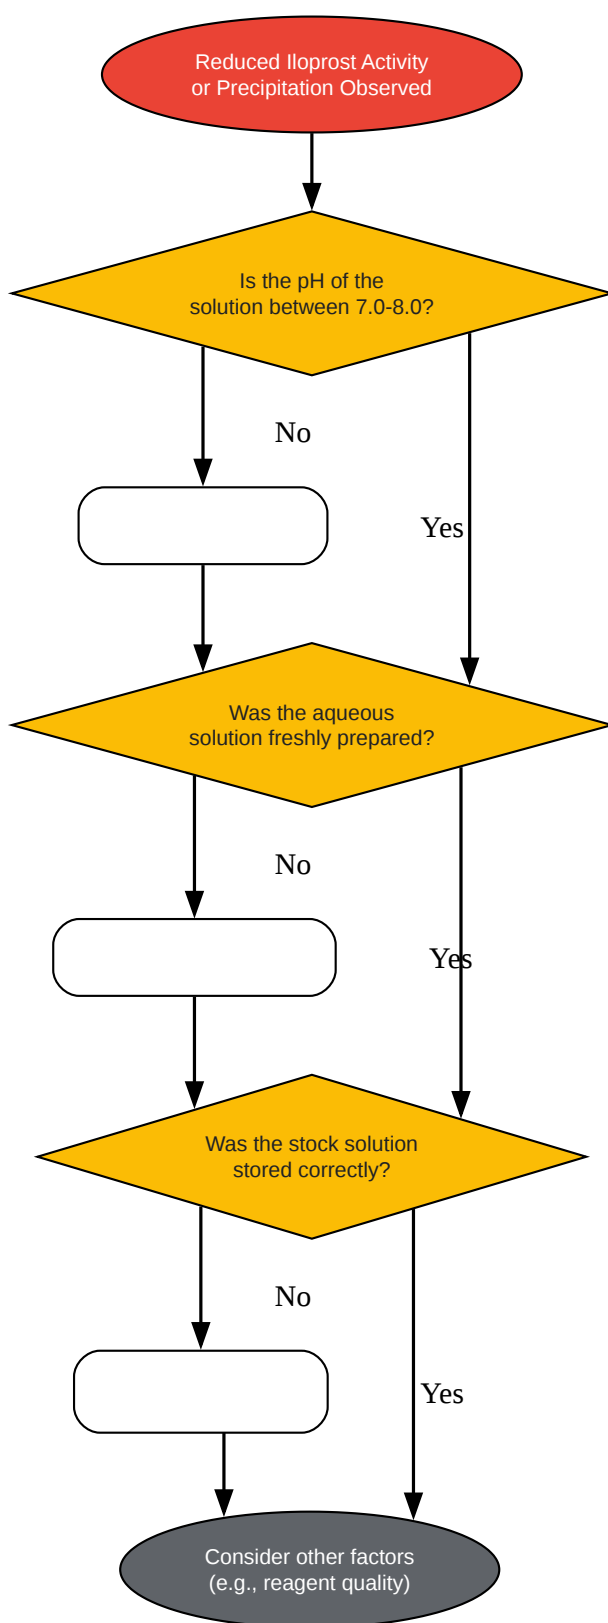 Reduced Iloprost Activity
or Precipitation Observed
Is the pH of the
solution between 7.0-8.0?
No
Yes
Was the aqueous
solution freshly prepared?
No
Yes
Was the stock solution
stored correctly?
No
Yes
Consider other factors
(e.g., reagent quality)